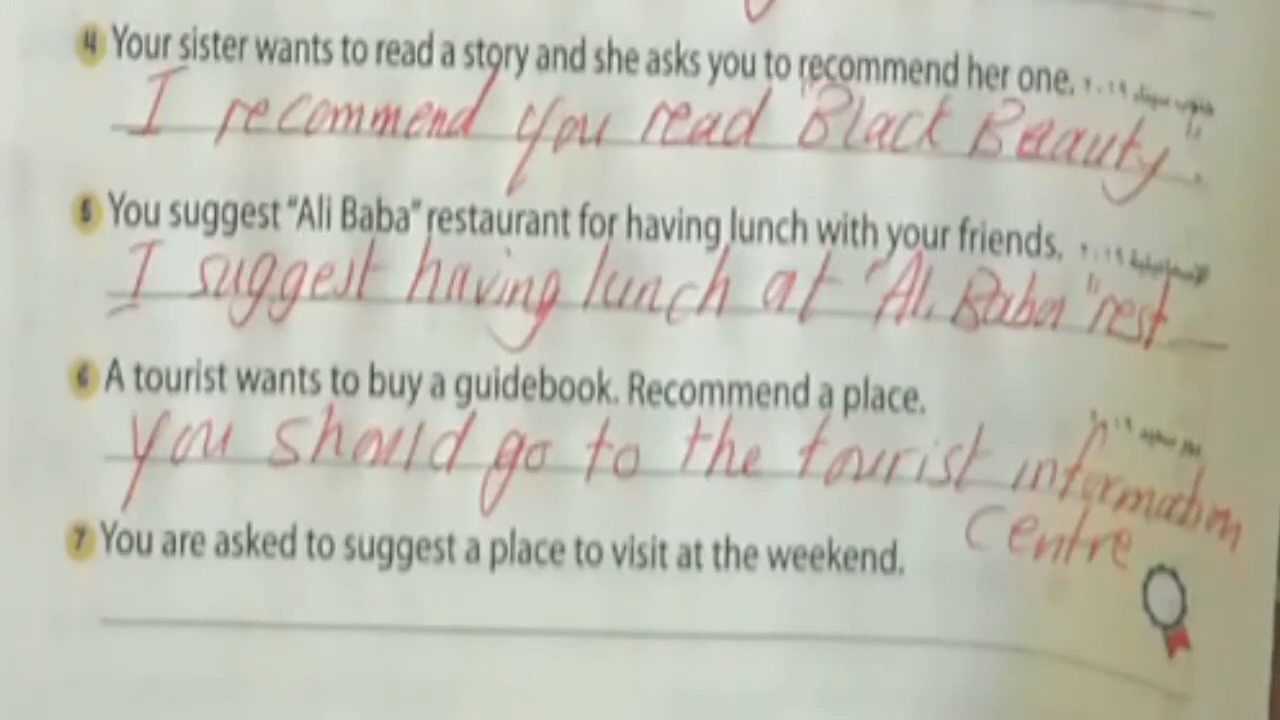 4 Your sister wants to read a story and she asks you to recommend her one.
I recommend you read Black Beauty.
5 You suggest "Ali Baba" restaurant for having lunch with your friends.
I suggest having lunch at "Ali Baba" rest
6 A tourist wants to buy a guidebook. Recommend a place.
You should go to the tourist information
centre
7 You are asked to suggest a place to visit at the weekend.